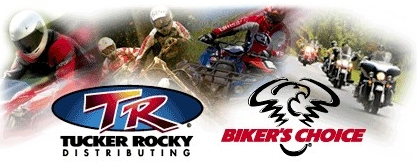 TR
TUCKER ROCKY
DISTRIBUTING
BIKER'S CHOICE
®